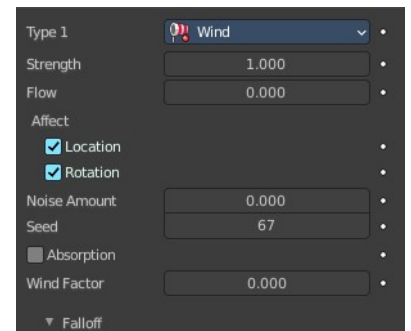 Type 1 Wind
Strength 1.000
Flow 0.000
Affect
Location
Rotation
Noise Amount 0.000
Seed 67
Absorption
Wind Factor 0.000
Falloff